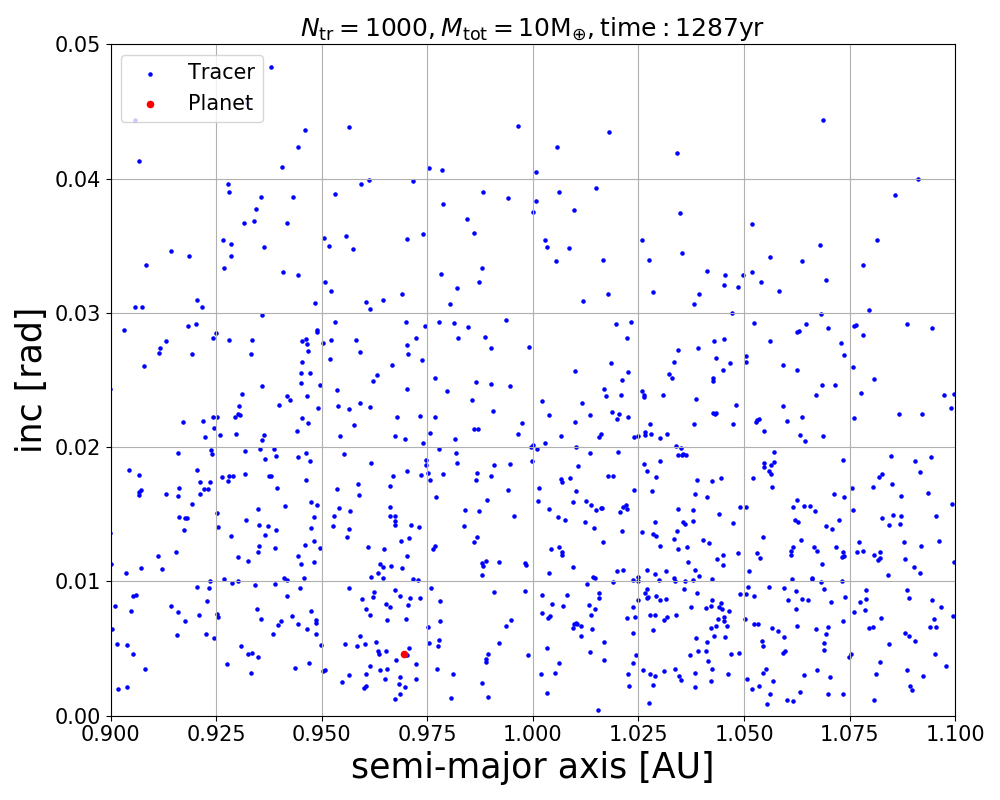 N_tr = 1000, M_tot = 10M_⊕, time : 1287yr
Tracer
Planet
inc [rad]
0.05
0.04
0.03
0.02
0.01
0.00
0.900 0.925 0.950 0.975 1.000 1.025 1.050 1.075 1.100
semi-major axis [AU]